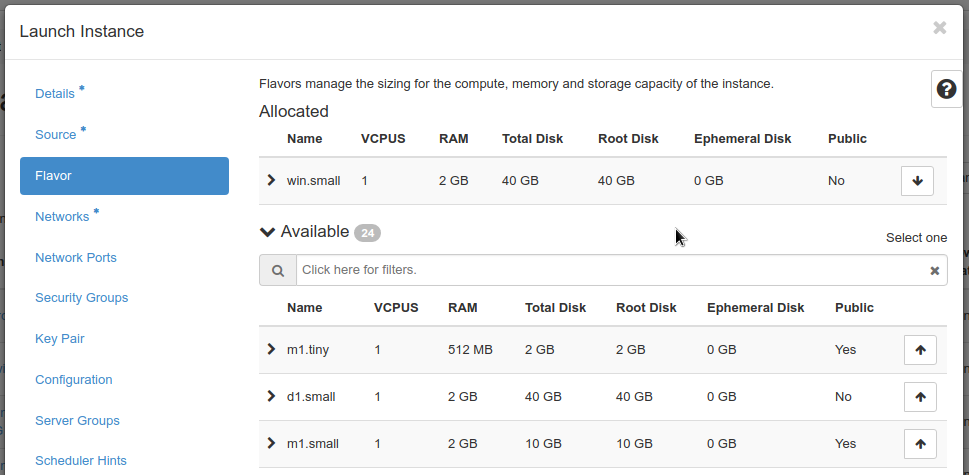 Launch Instance
×
Details *
Source *
Flavor
Networks *
Network Ports
Security Groups
Key Pair
Configuration
Server Groups
Scheduler Hints
Flavors manage the sizing for the compute, memory and storage capacity of the instance.
?
Allocated
Name VCPUS RAM Total Disk Root Disk Ephemeral Disk Public
win.small 1 2 GB 40 GB 40 GB 0 GB No
Available 24
Select one
Click here for filters.
Name VCPUS RAM Total Disk Root Disk Ephemeral Disk Public
m1.tiny 1 512 MB 2 GB 2 GB 0 GB Yes
d1.small 1 2 GB 40 GB 40 GB 0 GB No
m1.small 1 2 GB 10 GB 10 GB 0 GB Yes